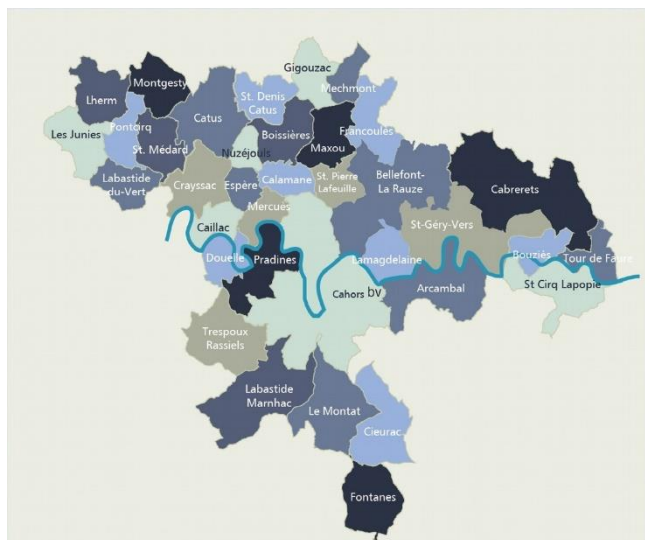 Gigouzac
Montgesty
Mechmont
Lherm
St. Denis
Catus
Catus
Pontcirq
Francoulès
Les Junies
Boissières
Maxou
St. Médard
Nuzéjouls
Labastide
du-Vert
Crayssac
Espère
Calamane
St. Pierre
Lafeuille
Bellefont-
La Rauze
Cabrerets
Mercuès
Caillac
St-Géry-Vers
Douelle
Pradines
Lamagdelaine
Bouziès
Tour de Faure
Cahors bv
Arcambal
St Cirq Lapopie
Trespoux
Rassiels
Labastide
Marnhac
Le Montat
Cieurac
Fontanes